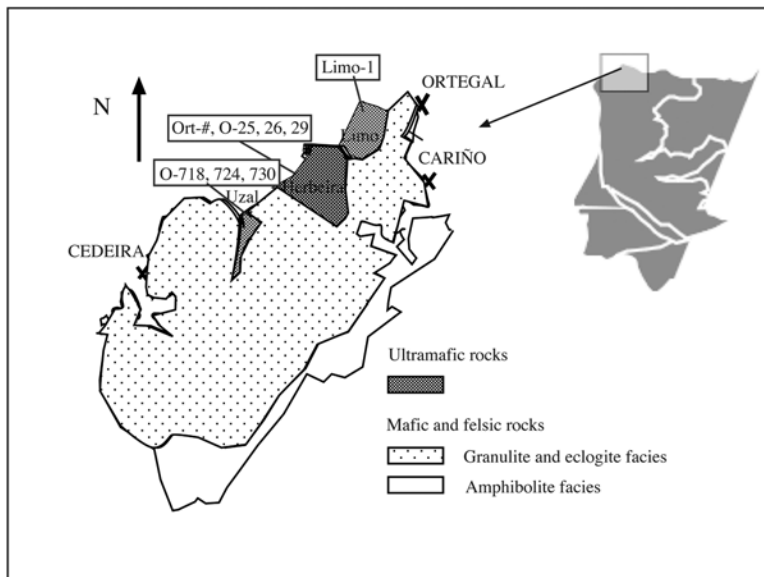 Limo-1
ORTEGAL
N
Ort-#, O-25, 26, 29
Limo
CARIÑO
O-718, 724, 730
Herbeira
Uzal
CEDEIRA
Ultramafic rocks
Mafic and felsic rocks
Granulite and eclogite facies
Amphibolite facies